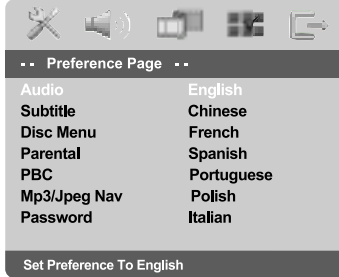 -- Preference Page --
Audio English
Subtitle Chinese
Disc Menu French
Parental Spanish
PBC Portuguese
Mp3/Jpeg Nav Polish
Password Italian
Set Preference To English